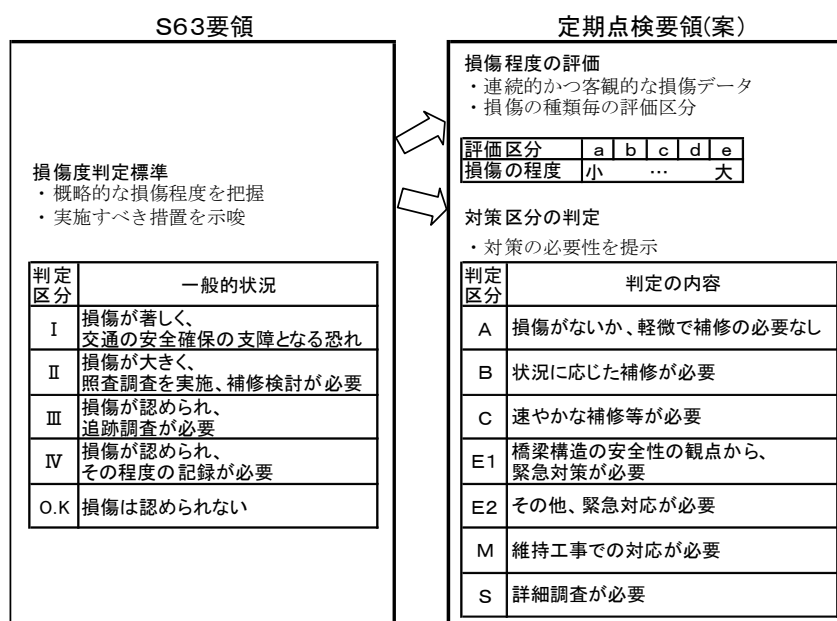 S63要領
損傷度判定標準
・概略的な損傷程度を把握
・実施すべき措置を示唆
判定区分 一般的状況
Ⅰ 損傷が著しく、
交通の安全確保の支障となる恐れ
Ⅱ 損傷が大きく、
照査調査を実施、補修検討が必要
Ⅲ 損傷が認められ、
追跡調査が必要
Ⅳ 損傷が認められ、
その程度の記録が必要
O.K 損傷は認められない
定期点検要領(案)
損傷程度の評価
・連続的かつ客観的な損傷データ
・損傷の種類毎の評価区分
評価区分 a b c d e
損傷の程度 小 … 大
対策区分の判定
・対策の必要性を提示
判定区分 判定の内容
A 損傷がないか、軽微で補修の必要なし
B 状況に応じた補修が必要
C 速やかな補修等が必要
E1 橋梁構造の安全性の観点から、
緊急対策が必要
E2 その他、緊急対応が必要
M 維持工事での対応が必要
S 詳細調査が必要